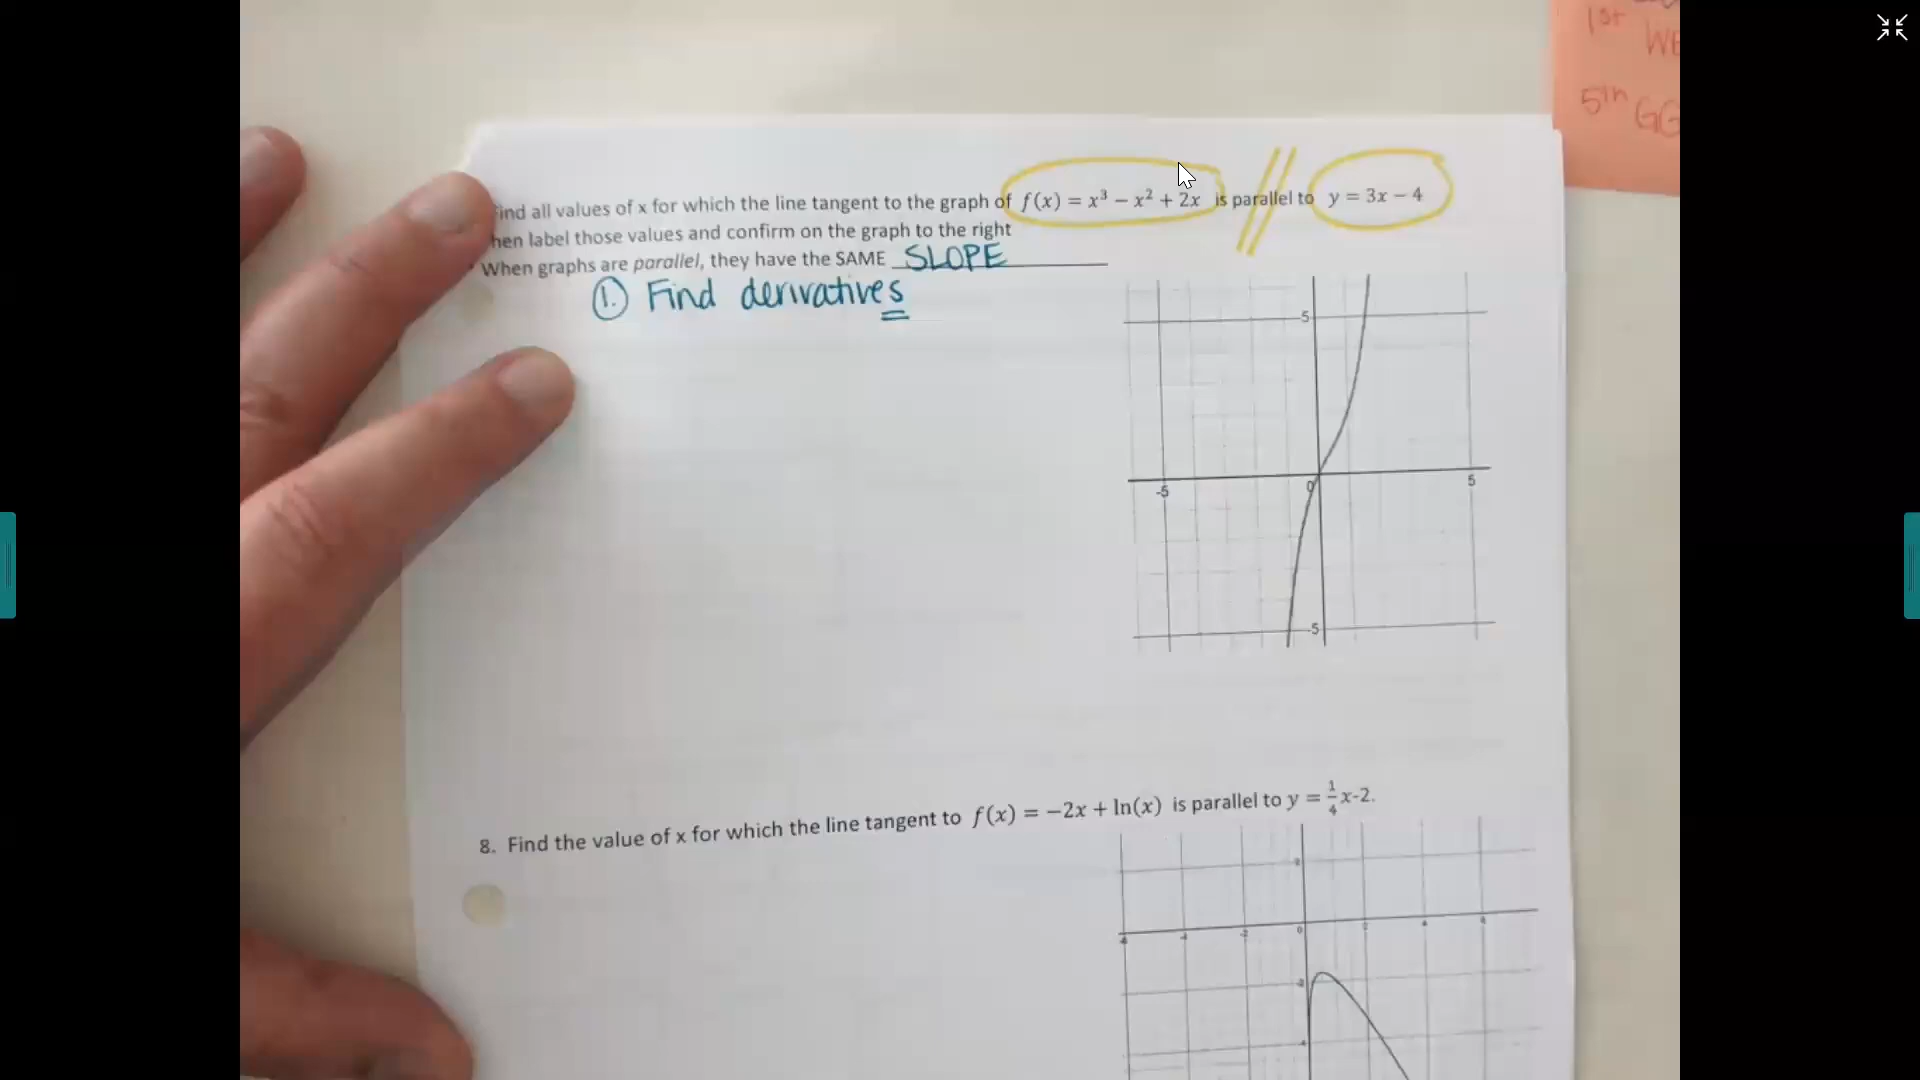 1st
WE
5th GG
ind all values of x for which the line tangent to the graph of f(x) = x³ − x² + 2x is parallel to y = 3x − 4
hen label those values and confirm on the graph to the right
When graphs are parallel, they have the SAME SLOPE
① Find derivatives
5
-5 0 5
-5
8. Find the value of x for which the line tangent to f(x) = −2x + ln(x) is parallel to y = 1/4 x-2.